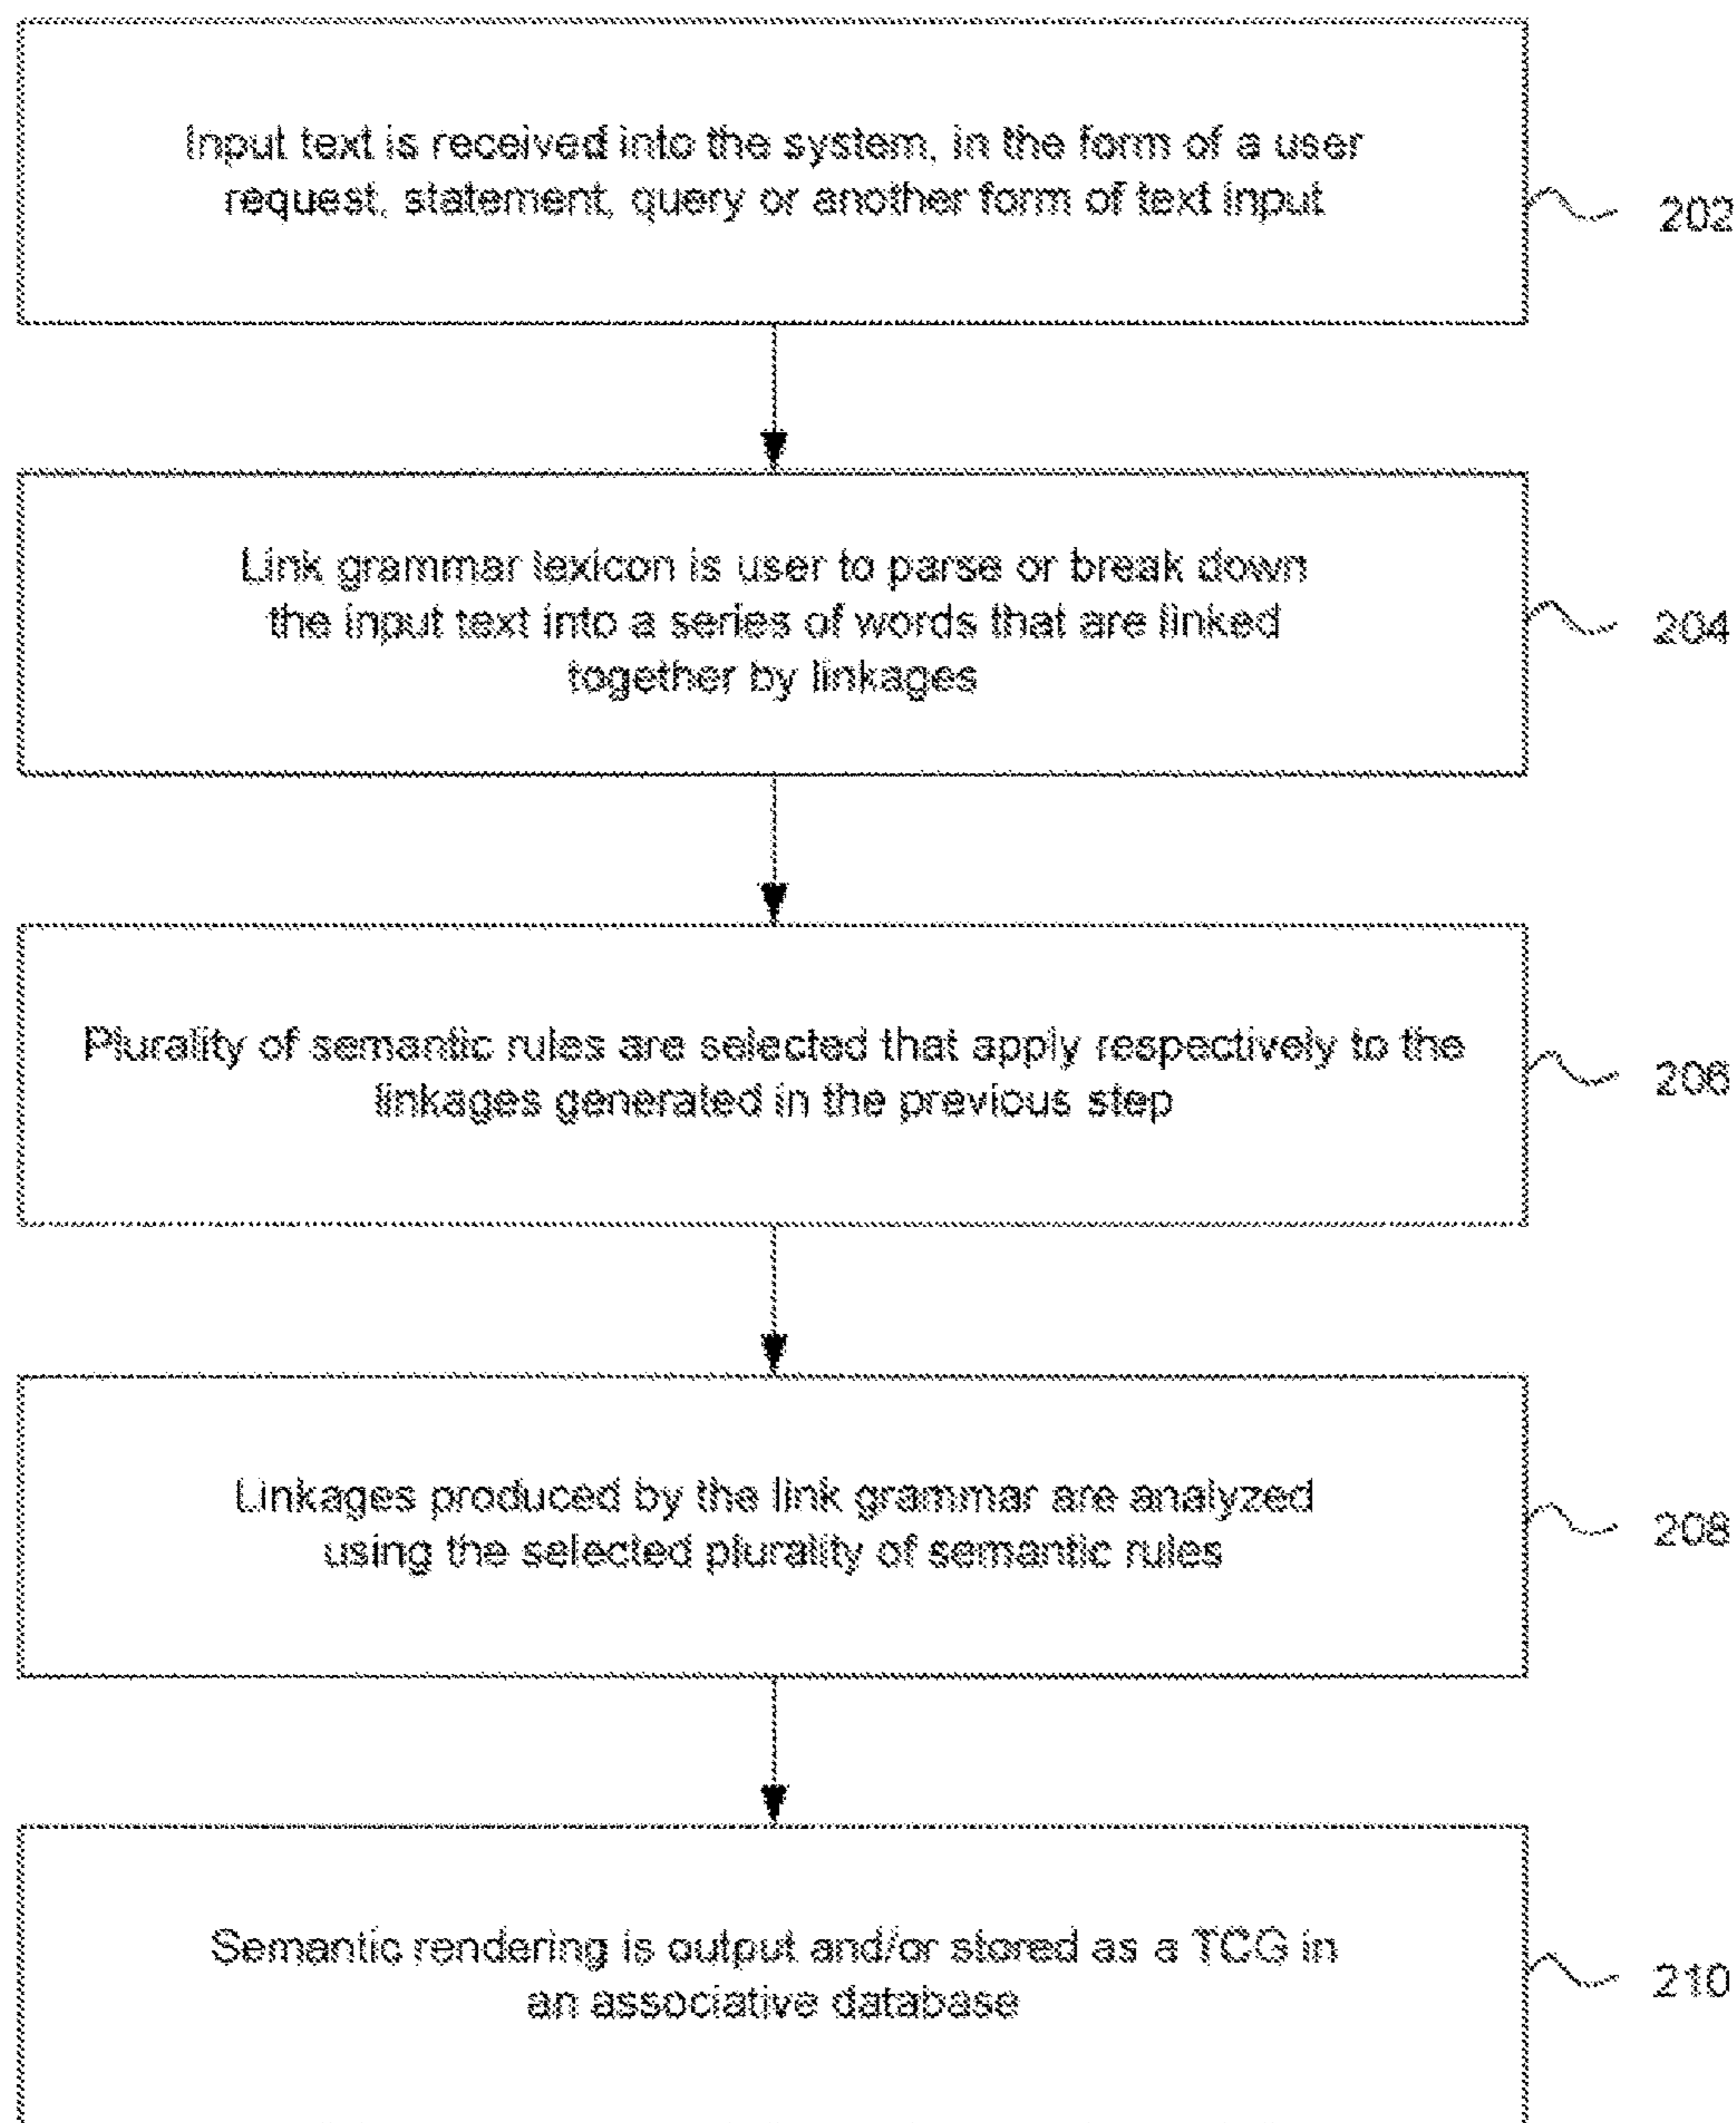 Input text is received into the system, in the form of a user
request, statement, query or another form of text input
202
Link grammar lexicon is user to parse or break down
the input text into a series of words that are linked
together by linkages
204
Plurality of semantic rules are selected that apply respectively to the
linkages generated in the previous step
206
Linkages produced by the link grammar are analyzed
using the selected plurality of semantic rules
208
Semantic rendering is output and/or stored as a TCG in
an associative database
210